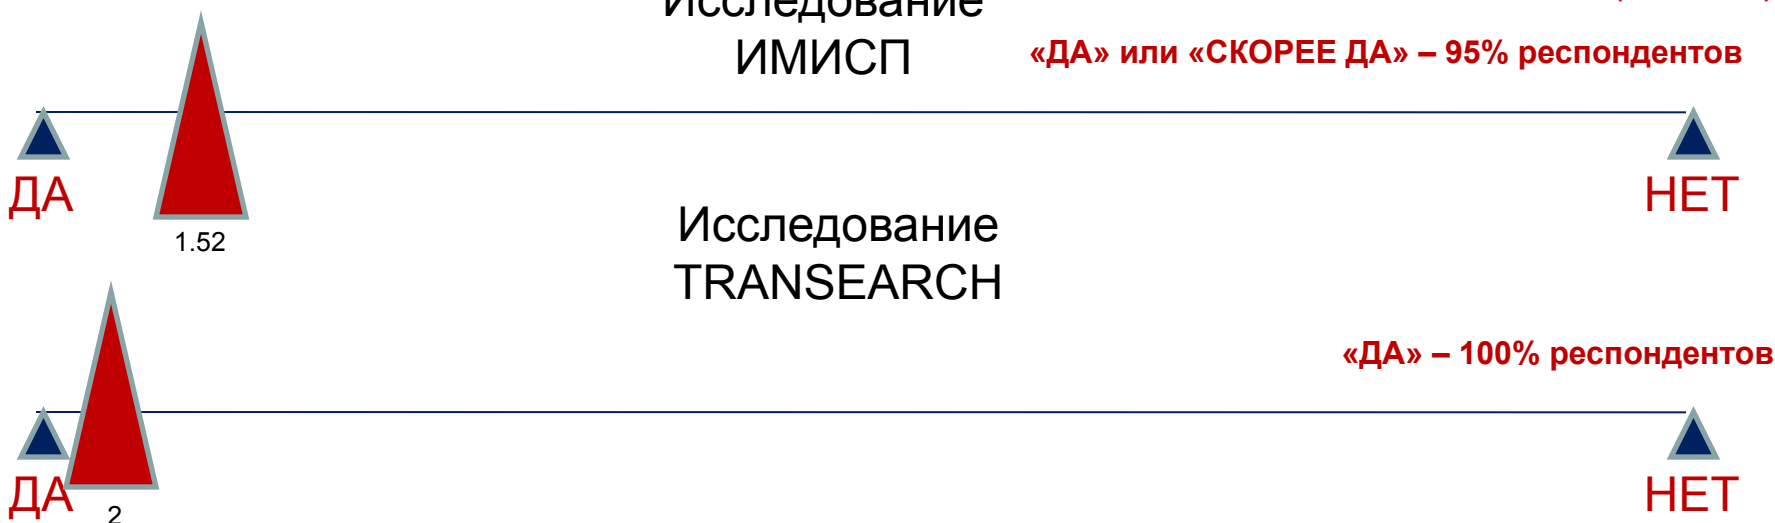 Исследование
ИМИСП
«ДА» или «СКОРЕЕ ДА» – 95% респондентов
ДА
НЕТ
1.52
Исследование
TRANSEARCH
«ДА» – 100% респондентов
ДА
НЕТ
2